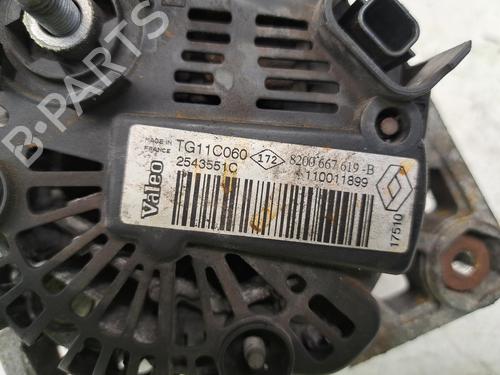 MADE IN
FRANCE
TG11C060 172 8200 667 619 -B
2543551C 110011899
Valeo
17510
B-PARTS